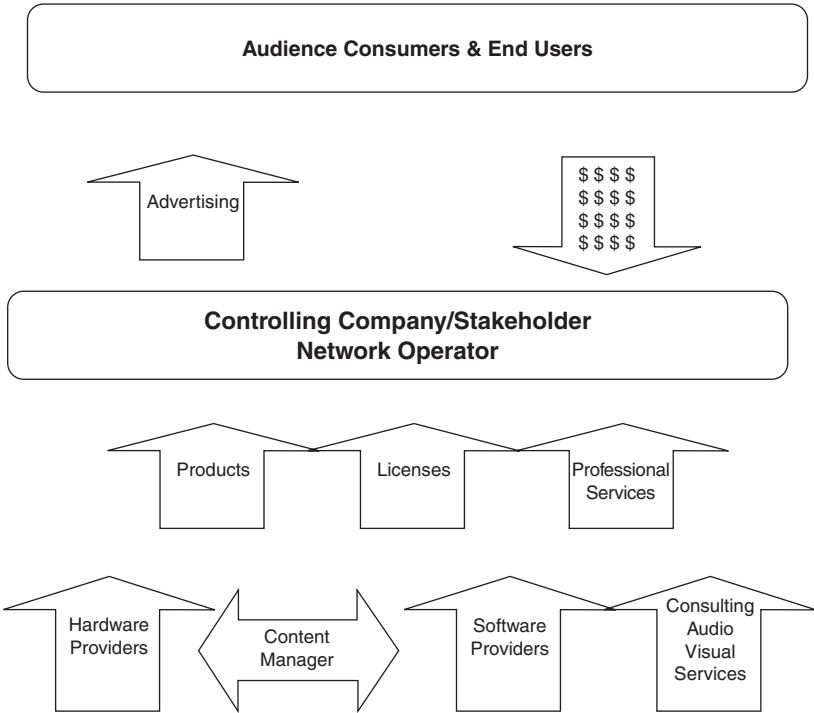 Audience Consumers & End Users
Advertising
$ $ $ $
$ $ $ $
$ $ $ $
$ $ $ $
Controlling Company/Stakeholder
Network Operator
Products
Licenses
Professional
Services
Hardware
Providers
Content
Manager
Software
Providers
Consulting
Audio
Visual
Services